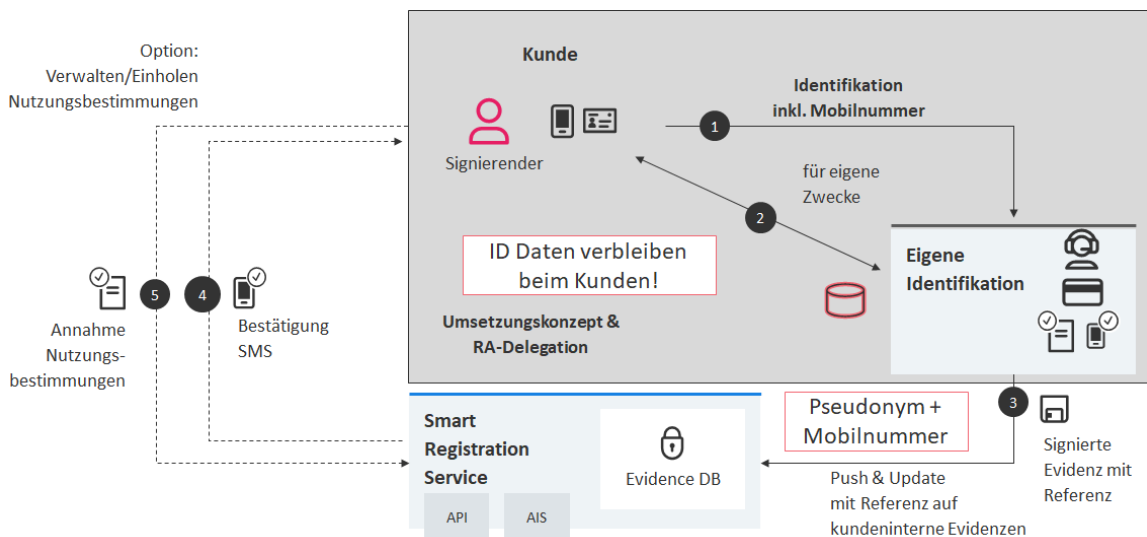 Option:
Verwalten/Einholen
Nutzungsbestimmungen
Kunde
Signierender
Identifikation
inkl. Mobilnummer
1
für eigene
Zwecke
2
ID Daten verbleiben
beim Kunden!
Eigene
Identifikation
Umsetzungskonzept &
RA-Delegation
5
4
Annahme
Nutzungs-
bestimmungen
Bestätigung
SMS
3
Pseudonym +
Mobilnummer
Signierte
Evidenz mit
Referenz
Smart
Registration
Service
Evidence DB
API
AIS
Push & Update
mit Referenz auf
kundeninterne Evidenzen